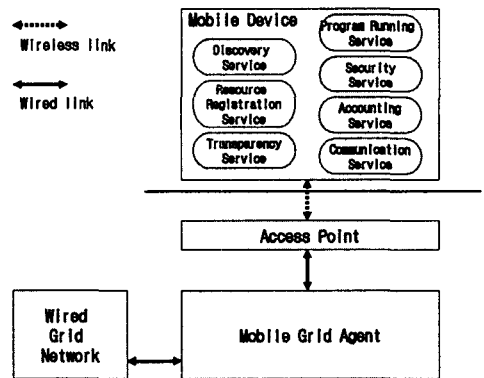 Wireless link
Wired link
Mobile Device
Discovery
Service
Resource
Registration
Service
Transparency
Service
Program Running
Service
Security
Service
Accounting
Service
Communication
Service
Access Point
Wired
Grid
Network
Mobile Grid Agent